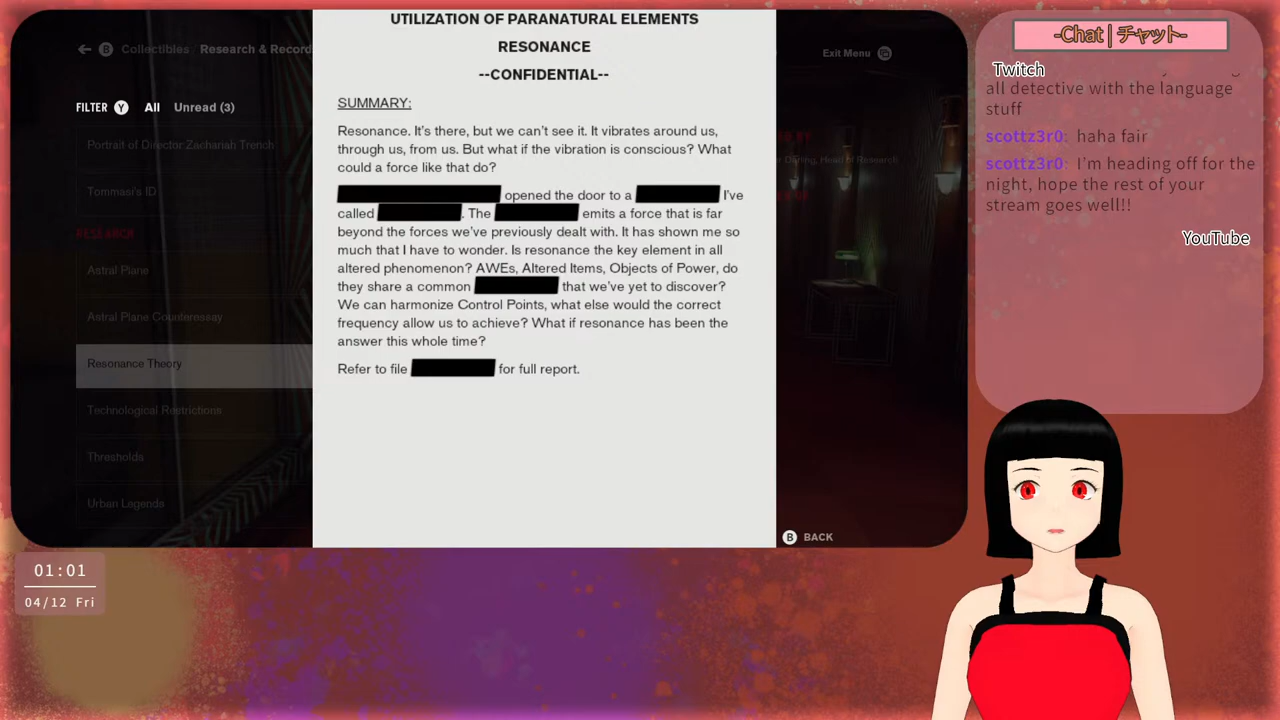 UTILIZATION OF PARANATURAL ELEMENTS
RESONANCE
--CONFIDENTIAL--
SUMMARY:
Resonance. It's there, but we can't see it. It vibrates around us,
through us, from us. But what if the vibration is conscious? What
could a force like that do?
opened the door to a I've
called . The emits a force that is far
beyond the forces we've previously dealt with. It has shown me so
much that I have to wonder. Is resonance the key element in all
altered phenomenon? AWEs, Altered Items, Objects of Power, do
they share a common that we've yet to discover?
We can harmonize Control Points, what else would the correct
frequency allow us to achieve? What if resonance has been the
answer this whole time?
Refer to file for full report.
B Collectibles Research & Record
Exit Menu
FILTER Y All Unread (3)
Portrait of Director Zachariah Trench
Tommasi's ID
RESEARCH
Astral Plane
Astral Plane Counteressay
Resonance Theory
Technological Restrictions
Thresholds
Urban Legends
Darling, Head of Research
B BACK
-Chat | チャット-
Twitch
all detective with the language
stuff
scottz3r0: haha fair
scottz3r0: I'm heading off for the
night, hope the rest of your
stream goes well!!
YouTube
01:01
04/12 Fri